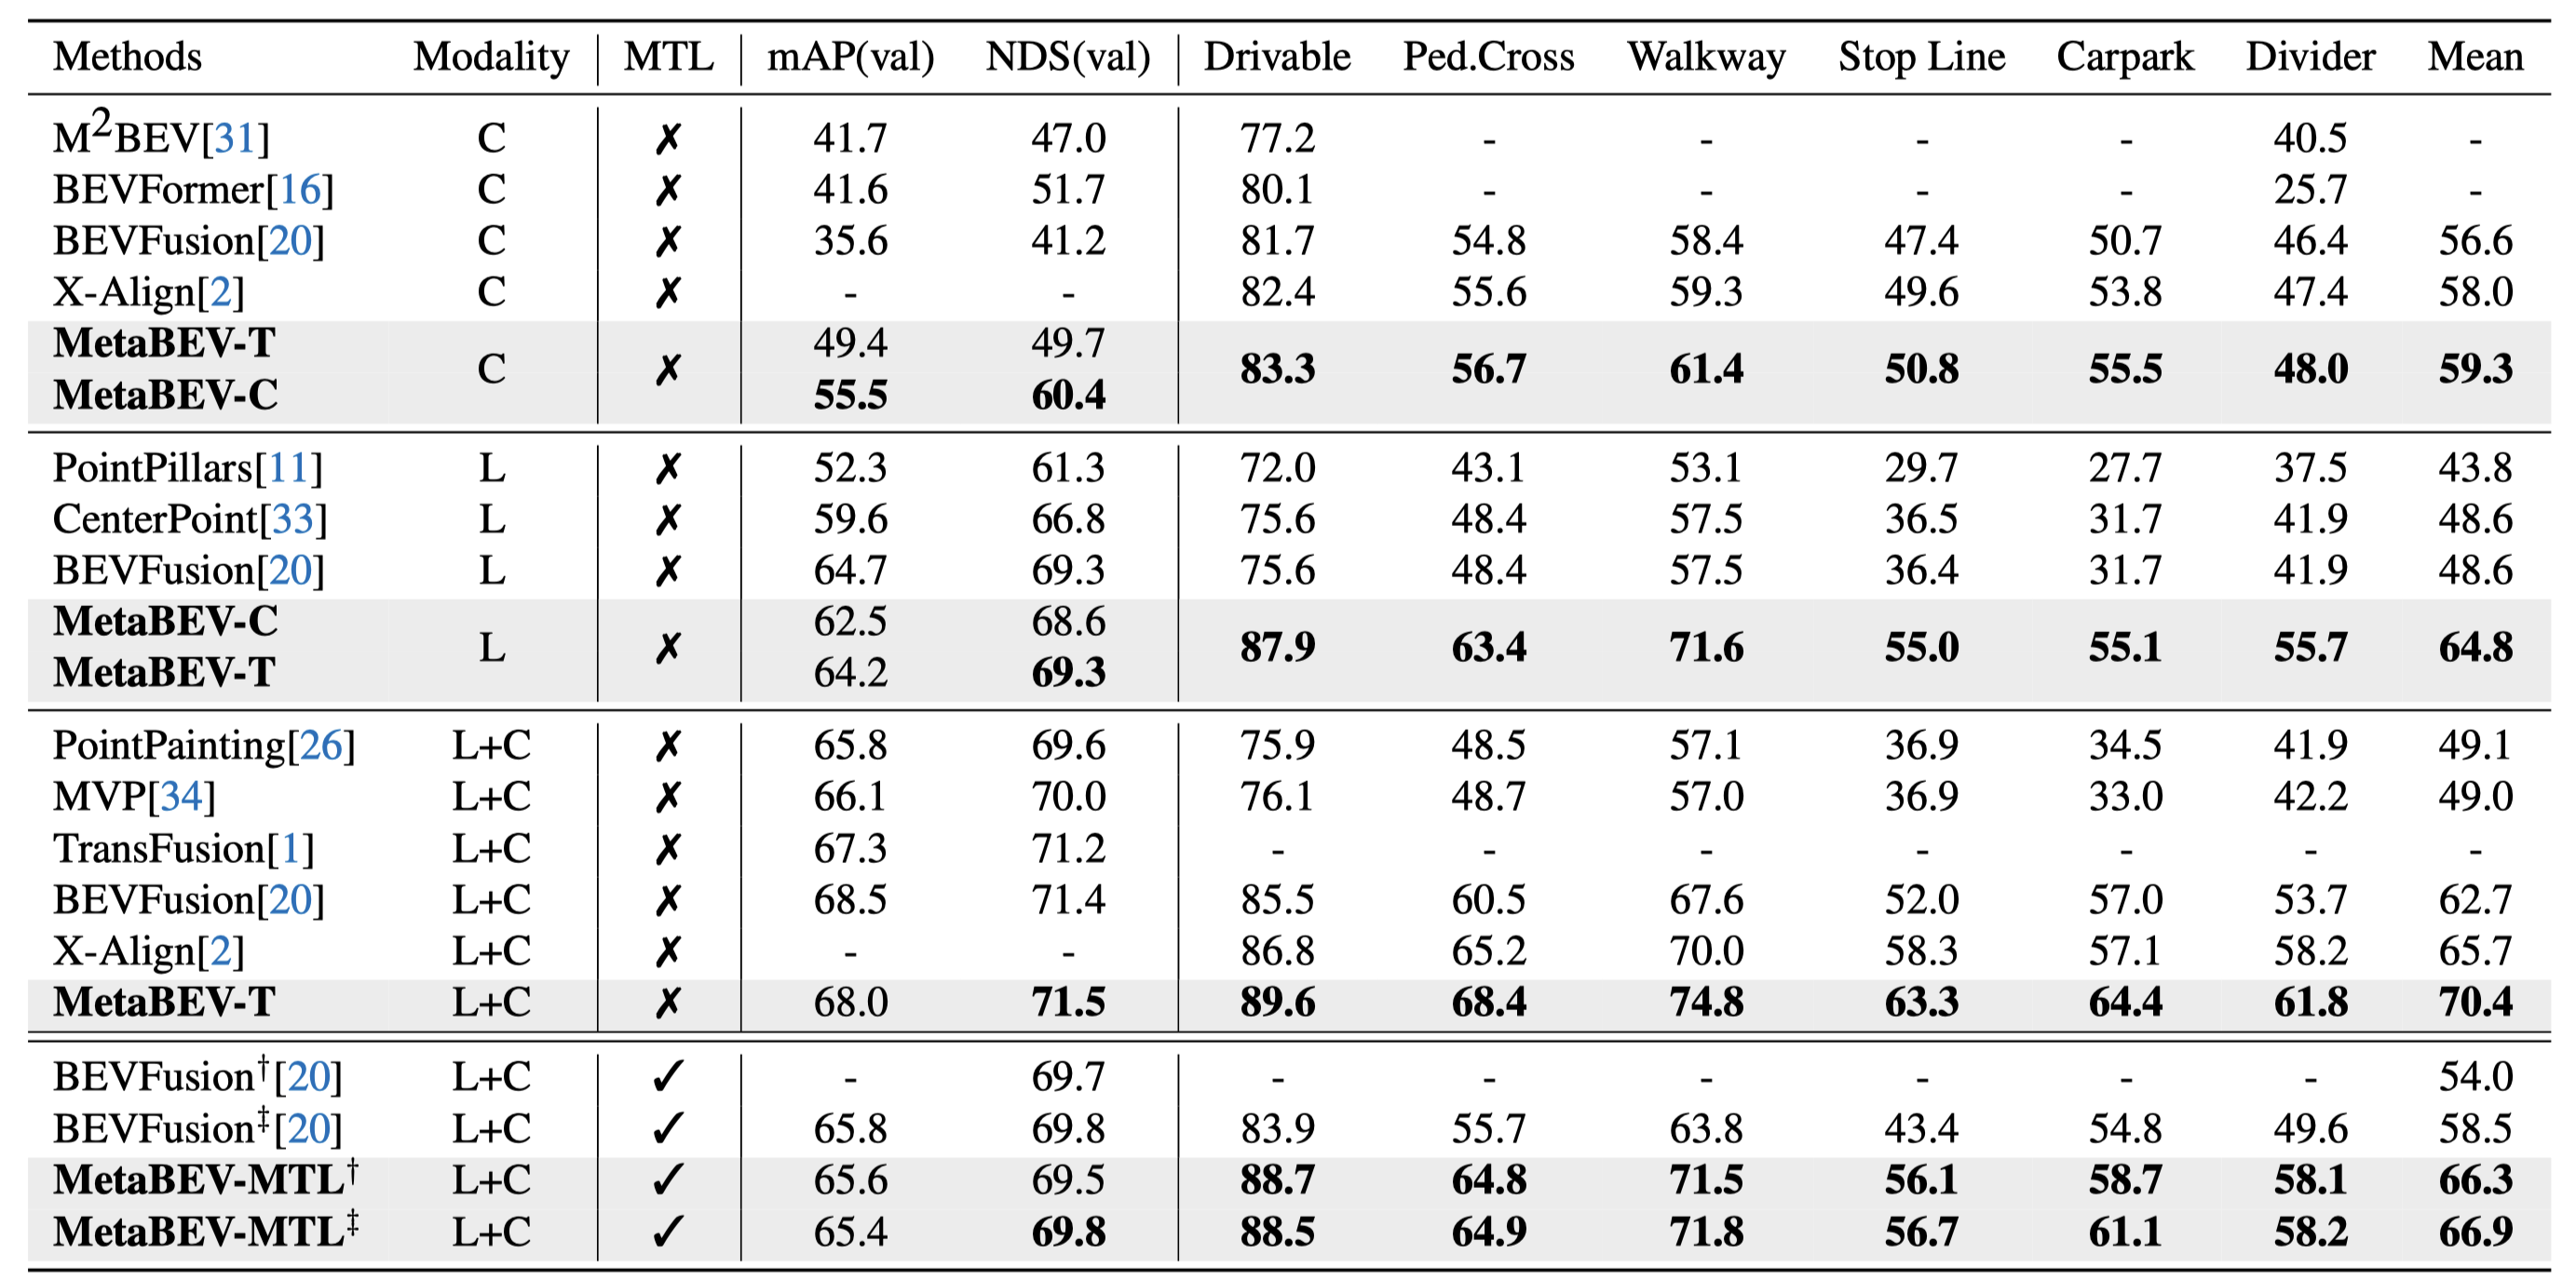 Methods Modality MTL mAP(val) NDS(val) Drivable Ped.Cross Walkway Stop Line Carpark Divider Mean
M²BEV[31] C ✗ 41.7 47.0 77.2 - - - - 40.5 -
BEVFormer[16] C ✗ 41.6 51.7 80.1 - - - - 25.7 -
BEVFusion[20] C ✗ 35.6 41.2 81.7 54.8 58.4 47.4 50.7 46.4 56.6
X-Align[2] C ✗ - - 82.4 55.6 59.3 49.6 53.8 47.4 58.0
MetaBEV-T 49.4 49.7
C ✗ 83.3 56.7 61.4 50.8 55.5 48.0 59.3
MetaBEV-C 55.5 60.4
PointPillars[11] L ✗ 52.3 61.3 72.0 43.1 53.1 29.7 27.7 37.5 43.8
CenterPoint[33] L ✗ 59.6 66.8 75.6 48.4 57.5 36.5 31.7 41.9 48.6
BEVFusion[20] L ✗ 64.7 69.3 75.6 48.4 57.5 36.4 31.7 41.9 48.6
MetaBEV-C 62.5 68.6
L ✗ 87.9 63.4 71.6 55.0 55.1 55.7 64.8
MetaBEV-T 64.2 69.3
PointPainting[26] L+C ✗ 65.8 69.6 75.9 48.5 57.1 36.9 34.5 41.9 49.1
MVP[34] L+C ✗ 66.1 70.0 76.1 48.7 57.0 36.9 33.0 42.2 49.0
TransFusion[1] L+C ✗ 67.3 71.2 - - - - - - -
BEVFusion[20] L+C ✗ 68.5 71.4 85.5 60.5 67.6 52.0 57.0 53.7 62.7
X-Align[2] L+C ✗ - - 86.8 65.2 70.0 58.3 57.1 58.2 65.7
MetaBEV-T L+C ✗ 68.0 71.5 89.6 68.4 74.8 63.3 64.4 61.8 70.4
BEVFusion†[20] L+C ✓ - 69.7 - - - - - - 54.0
BEVFusion‡[20] L+C ✓ 65.8 69.8 83.9 55.7 63.8 43.4 54.8 49.6 58.5
MetaBEV-MTL† L+C ✓ 65.6 69.5 88.7 64.8 71.5 56.1 58.7 58.1 66.3
MetaBEV-MTL‡ L+C ✓ 65.4 69.8 88.5 64.9 71.8 56.7 61.1 58.2 66.9